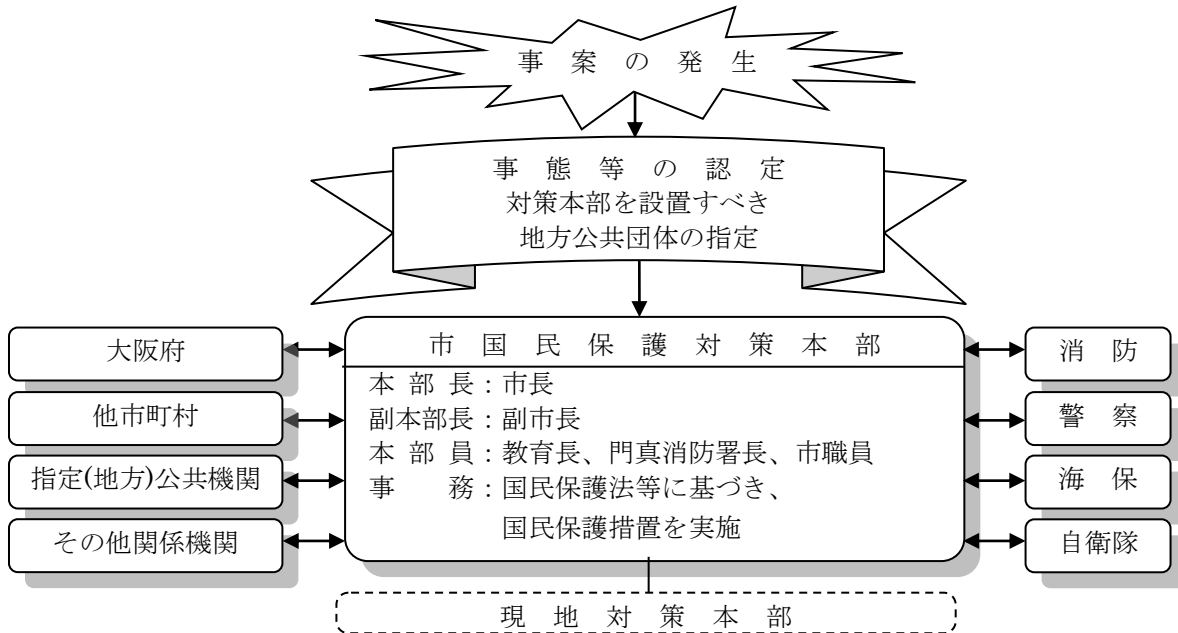 事案の発生
事態等の認定
対策本部を設置すべき
地方公共団体の指定
市国民保護対策本部
本部長：市長
副本部長：副市長
本部員：教育長、門真消防署長、市職員
事務：国民保護法等に基づき、
国民保護措置を実施
大阪府
他市町村
指定(地方)公共機関
その他関係機関
消防
警察
海保
自衛隊
現地対策本部